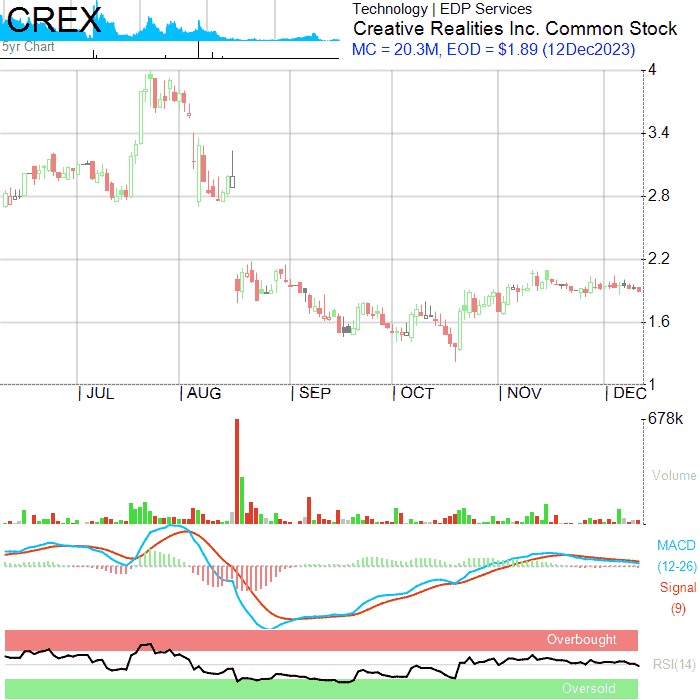 CREX
5yr Chart
Technology | EDP Services
Creative Realities Inc. Common Stock
MC = 20.3M, EOD = $1.89 (12Dec2023)
4
3.4
2.8
2.2
1.6
1
| JUL | AUG | SEP | OCT | NOV | DEC
678k
Volume
MACD
(12-26)
Signal
(9)
Overbought
RSI(14)
Oversold